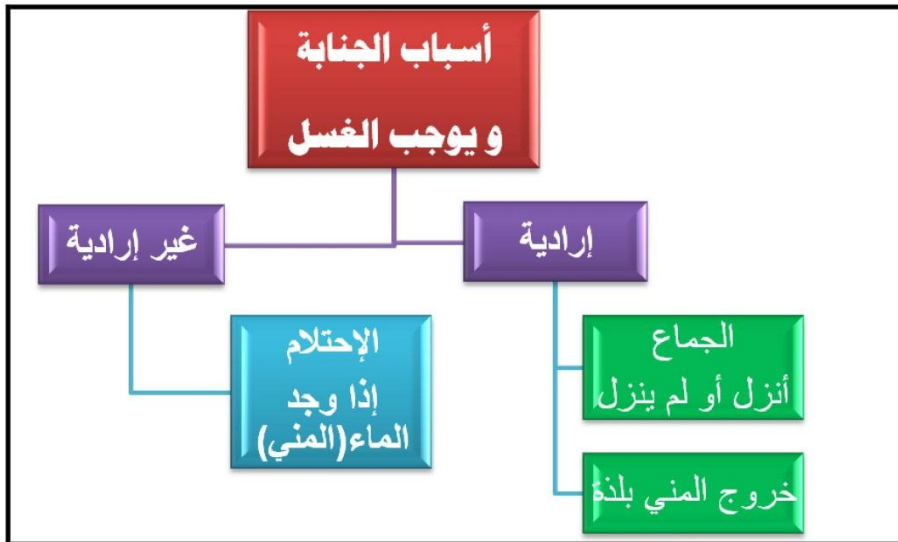 أسباب الجنابة
و يوجب الغسل
إرادية
غير إرادية
الجماع
أنزل أو لم ينزل
خروج المني بلذة
الإحتلام
إذا وجد
الماء(المني)